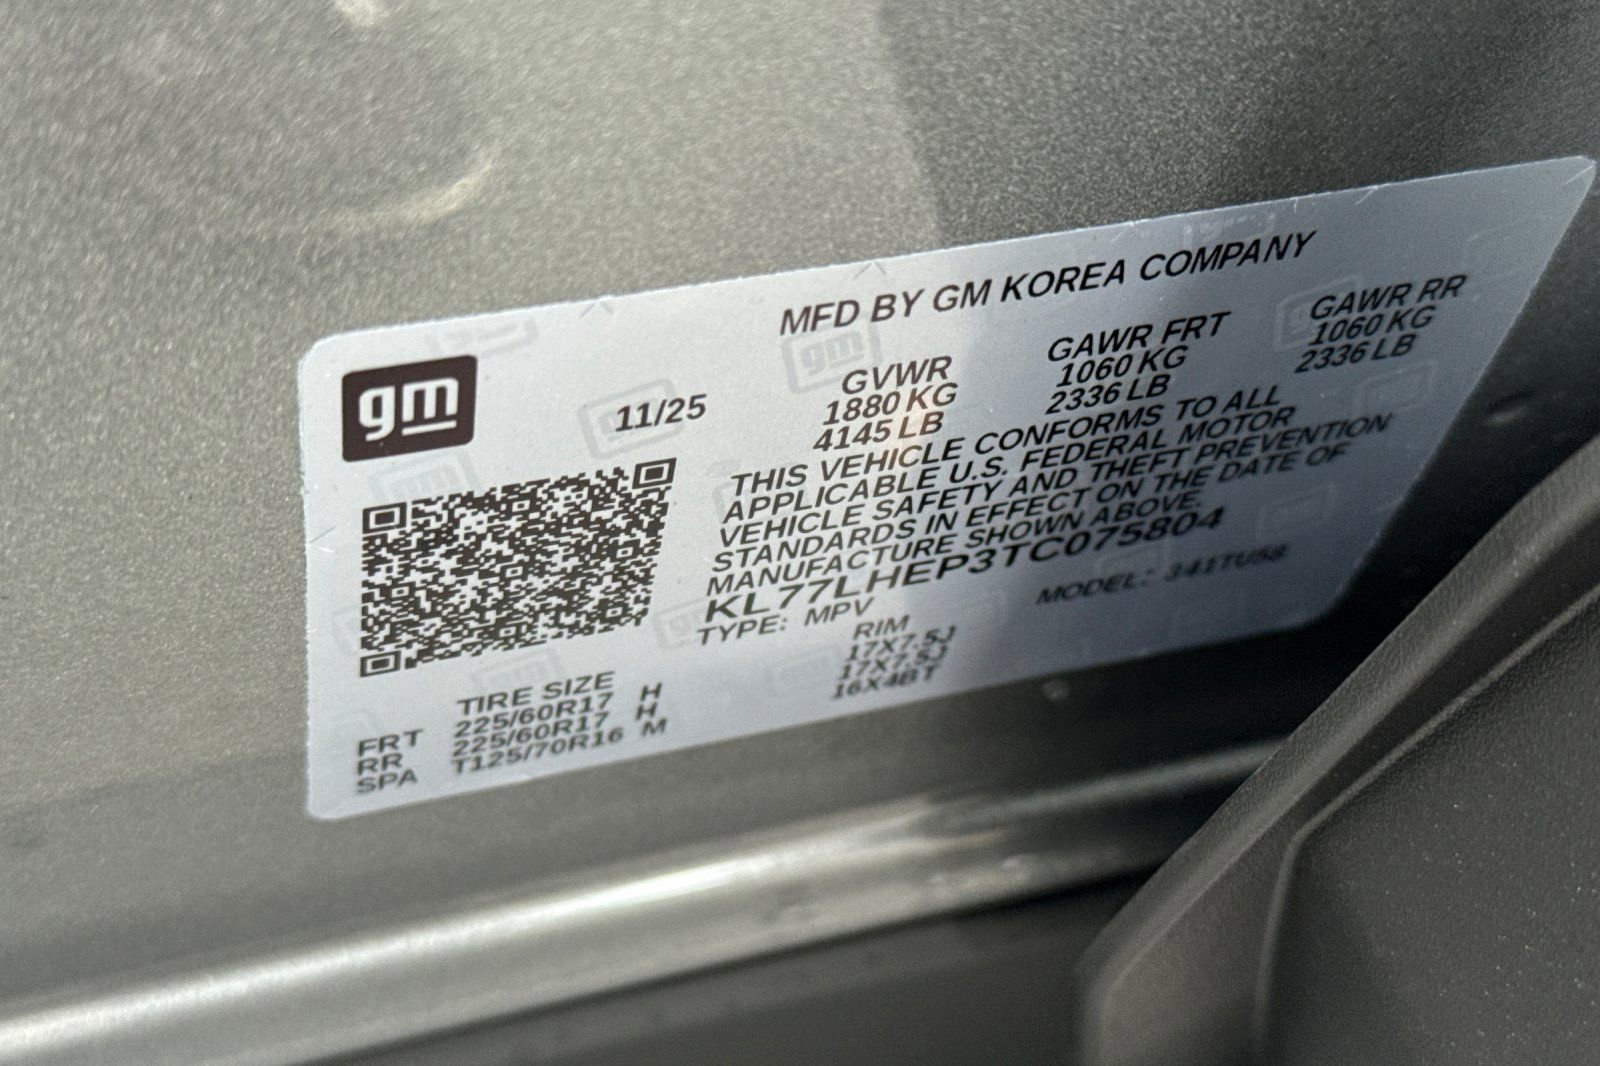 MFD BY GM KOREA COMPANY
gm
11/25
GVWR GAWR FRT GAWR RR
1880 KG 1060 KG 1060 KG
4145 LB 2336 LB 2336 LB
THIS VEHICLE CONFORMS TO ALL
APPLICABLE U.S. FEDERAL MOTOR
VEHICLE SAFETY AND THEFT PREVENTION
STANDARDS IN EFFECT ON THE DATE OF
MANUFACTURE SHOWN ABOVE.
KL77LHEP3TC075804
TYPE: MPV MODEL: 341TU58
TIRE SIZE RIM
FRT 225/60R17 H 17X7.5J
RR 225/60R17 H 17X7.5J
SPA T125/70R16 M 16X4BT